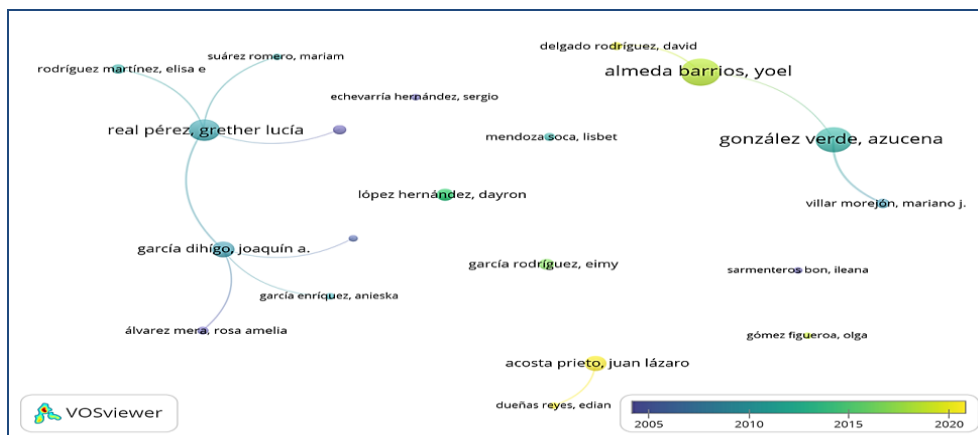 suárez romero, mariam
rodríguez martínez, elisa e
delgado rodríguez, david
almeda barrios, yoel
echevarría hernández, sergio
real pérez, grether lucía
mendoza soca, lisbet
gonzález verde, azucena
lópez hernández, dayron
villar morejón, mariano j.
garcía dihígo, joaquín a.
garcía rodríguez, eimy
sarmenteros bon, ileana
garcía enríquez, anieska
álvarez mera, rosa amelia
gómez figueroa, olga
acosta prieto, juan lázaro
dueñas reyes, edian
VOSviewer
2005 2010 2015 2020